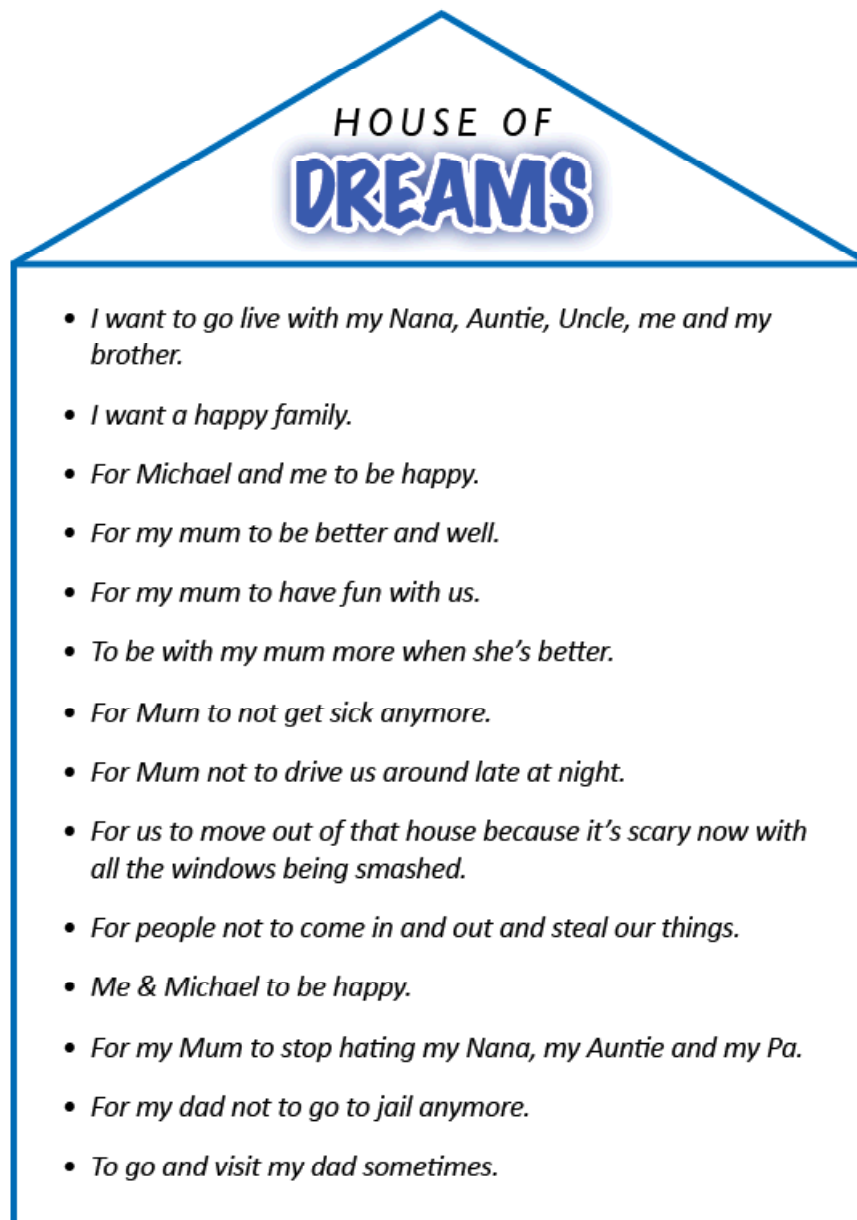 HOUSE OF
DREAMS
• I want to go live with my Nana, Auntie, Uncle, me and my
brother.
• I want a happy family.
• For Michael and me to be happy.
• For my mum to be better and well.
• For my mum to have fun with us.
• To be with my mum more when she's better.
• For Mum to not get sick anymore.
• For Mum not to drive us around late at night.
• For us to move out of that house because it's scary now with
all the windows being smashed.
• For people not to come in and out and steal our things.
• Me & Michael to be happy.
• For my Mum to stop hating my Nana, my Auntie and my Pa.
• For my dad not to go to jail anymore.
• To go and visit my dad sometimes.